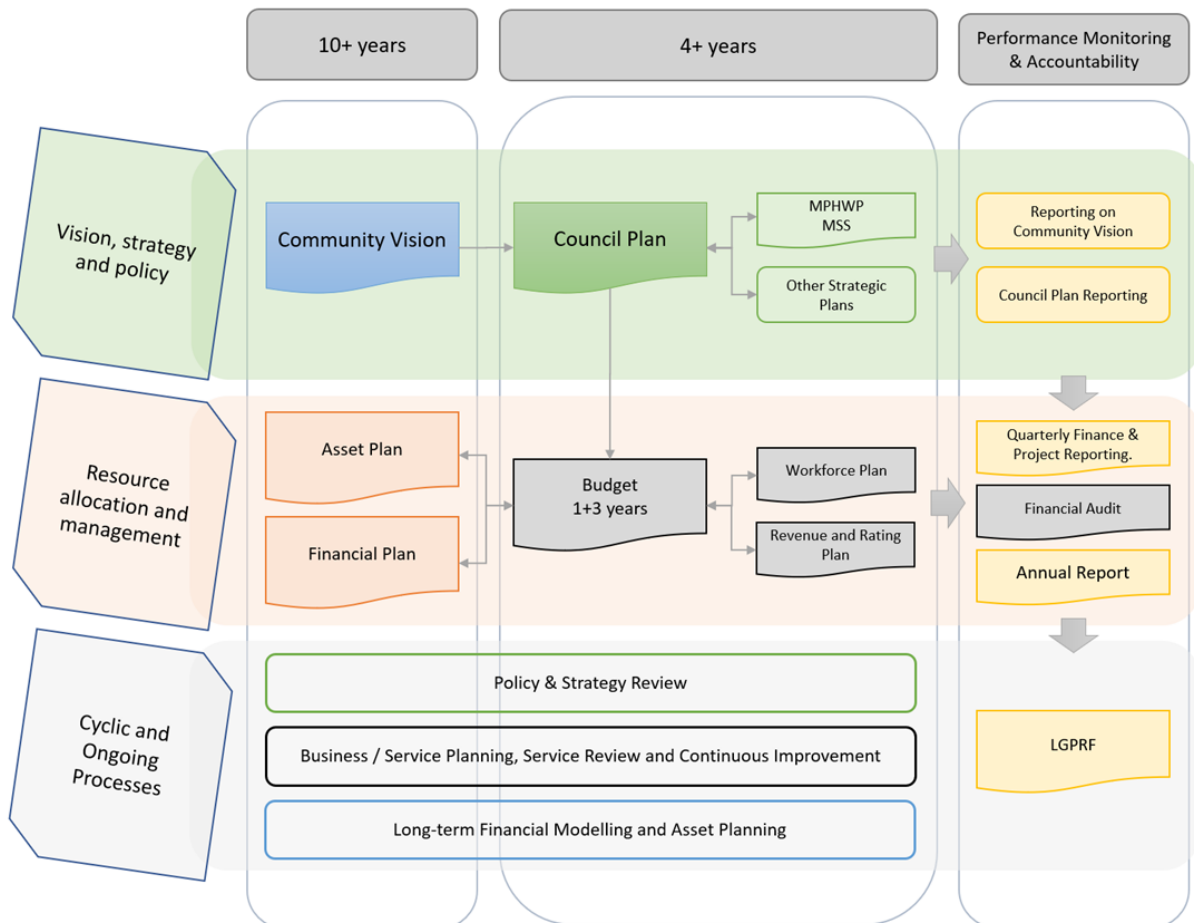 10+ years
4+ years
Performance Monitoring
& Accountability
Vision, strategy
and policy
Community Vision
Council Plan
MPHWP
MSS
Other Strategic
Plans
Reporting on
Community Vision
Council Plan Reporting
Resource
allocation and
management
Asset Plan
Financial Plan
Budget
1+3 years
Workforce Plan
Revenue and Rating
Plan
Quarterly Finance &
Project Reporting.
Financial Audit
Annual Report
Cyclic and
Ongoing
Processes
Policy & Strategy Review
Business / Service Planning, Service Review and Continuous Improvement
Long-term Financial Modelling and Asset Planning
LGPRF